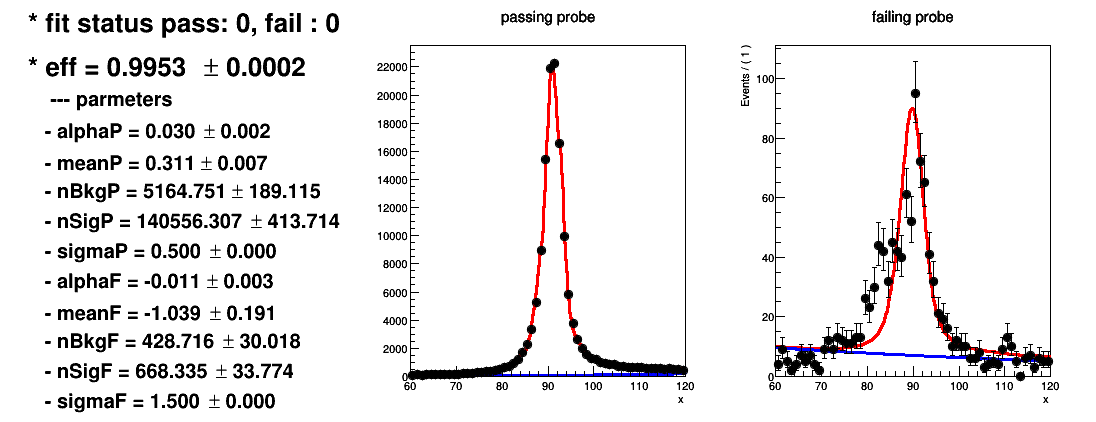 * fit status pass: 0, fail : 0
* eff = 0.9953 ± 0.0002
--- parmeters
- alphaP = 0.030 ± 0.002
- meanP = 0.311 ± 0.007
- nBkgP = 5164.751 ± 189.115
- nSigP = 140556.307 ± 413.714
- sigmaP = 0.500 ± 0.000
- alphaF = -0.011 ± 0.003
- meanF = -1.039 ± 0.191
- nBkgF = 428.716 ± 30.018
- nSigF = 668.335 ± 33.774
- sigmaF = 1.500 ± 0.000
passing probe
22000
20000
18000
16000
14000
12000
10000
8000
6000
4000
2000
0
60 70 80 90 100 110 120
x
failing probe
Events / ( 1 )
100
80
60
40
20
0
60 70 80 90 100 110 120
x